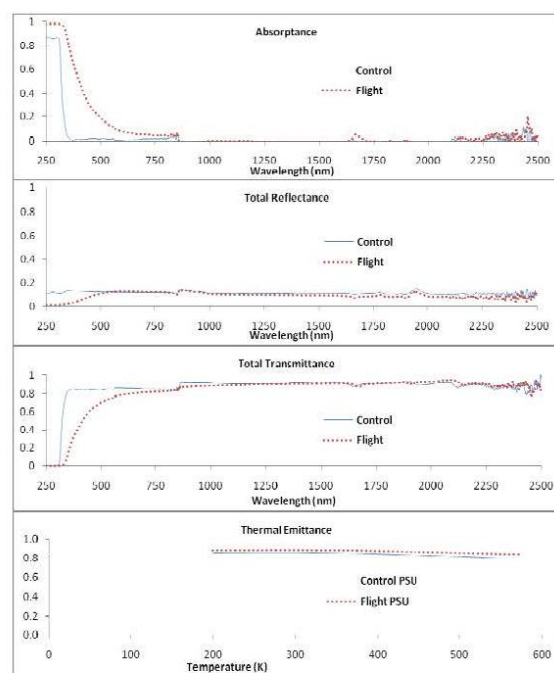 Absorptance
1
0.8
0.6
0.4
0.2
0
Control
Flight
250 500 750 1000 1250 1500 1750 2000 2250 2500
Wavelength (nm)
Total Reflectance
1
0.8
0.6
0.4
0.2
0
Control
Flight
250 500 750 1000 1250 1500 1750 2000 2250 2500
Wavelength (nm)
Total Transmittance
1
0.8
0.6
0.4
0.2
0
Control
Flight
250 500 750 1000 1250 1500 1750 2000 2250 2500
Wavelength (nm)
Thermal Emittance
1.0
0.8
0.6
0.4
0.2
0.0
Control PSU
Flight PSU
0 100 200 300 400 500 600
Temperature (K)